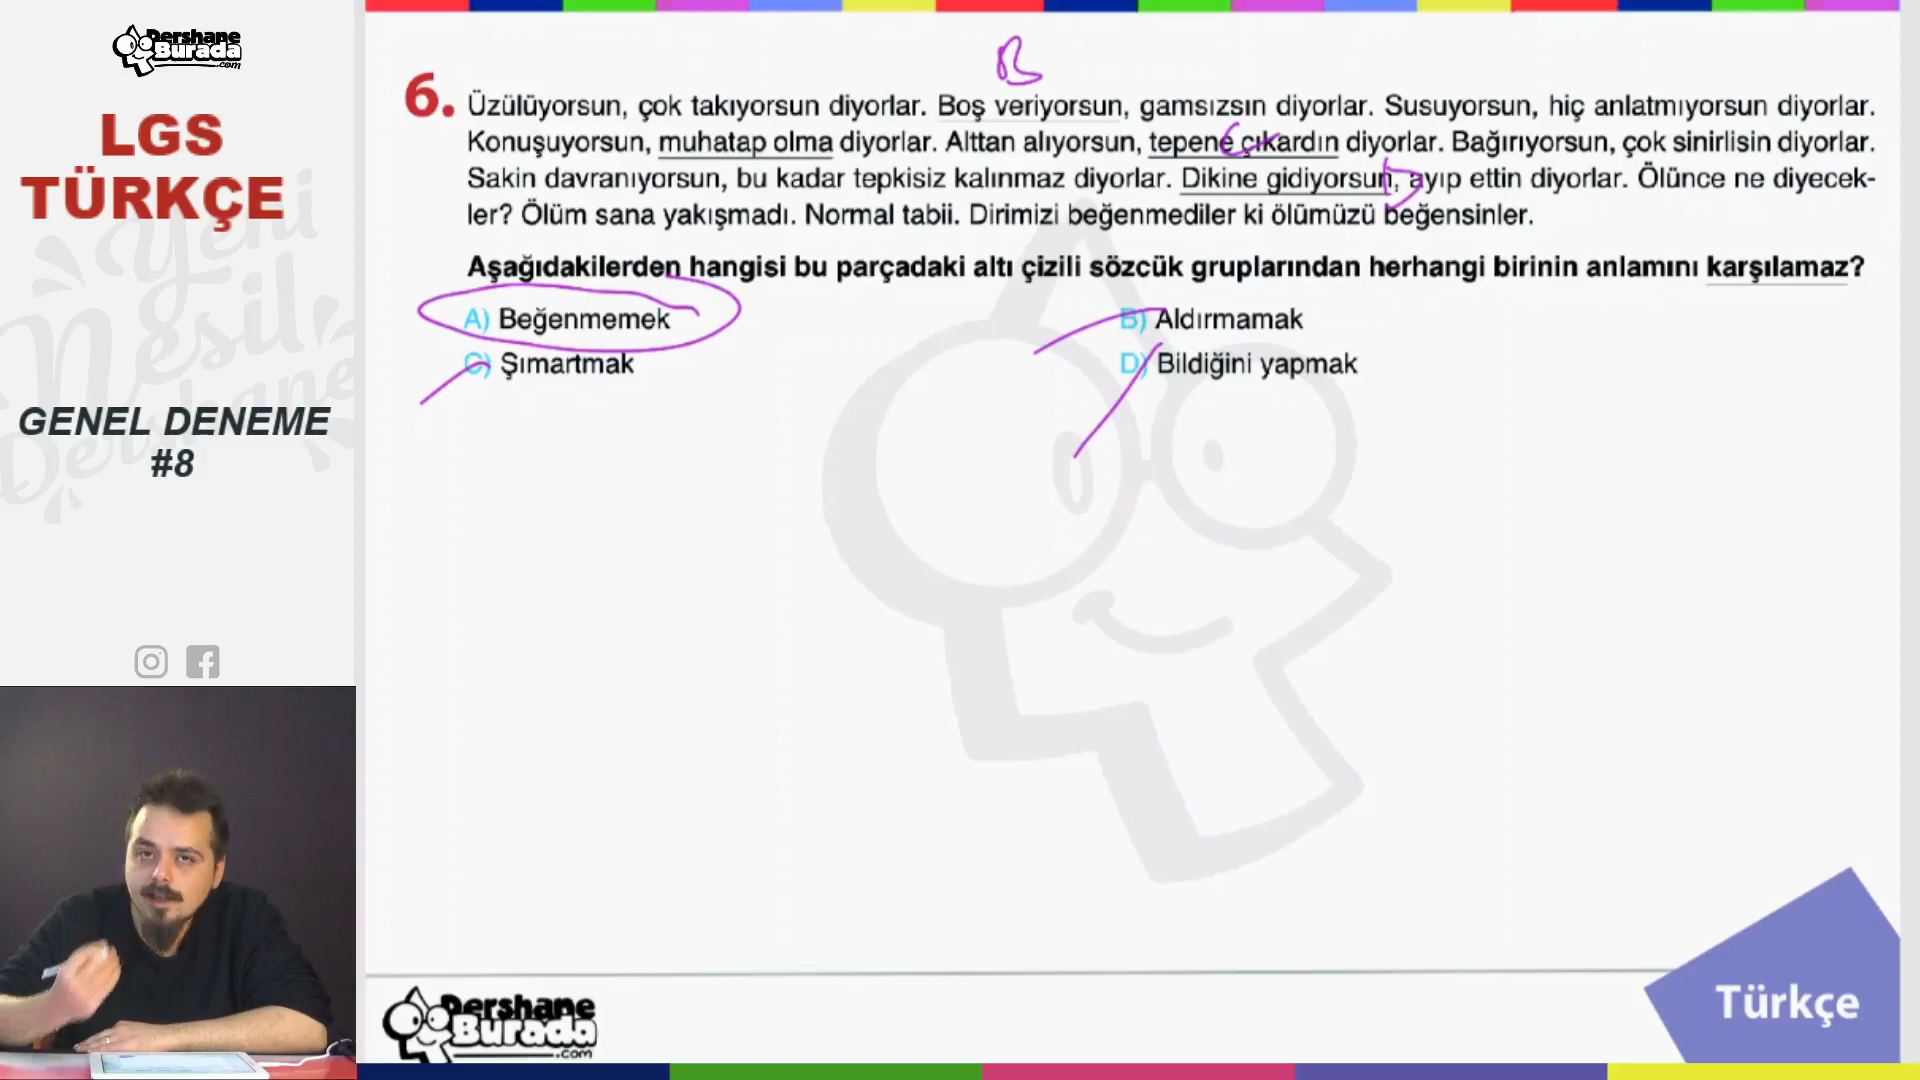 Dershane
Burada
.com
LGS
TÜRKÇE
Yeni
Nesil
Dershane
GENEL DENEME
#8
B
6. Üzülüyorsun, çok takıyorsun diyorlar. Boş veriyorsun, gamsızsın diyorlar. Susuyorsun, hiç anlatmıyorsun diyorlar.
Konuşuyorsun, muhatap olma diyorlar. Alttan alıyorsun, tepene çıkardın diyorlar. Bağırıyorsun, çok sinirlisin diyorlar.
Sakin davranıyorsun, bu kadar tepkisiz kalınmaz diyorlar. Dikine gidiyorsun, ayıp ettin diyorlar. Ölünce ne diyecek-
ler? Ölüm sana yakışmadı. Normal tabii. Dirimizi beğenmediler ki ölümüzü beğensinler.
Aşağıdakilerden hangisi bu parçadaki altı çizili sözcük gruplarından herhangi birinin anlamını karşılamaz?
A) Beğenmemek
B) Aldırmamak
C) Şımartmak
D) Bildiğini yapmak
Dershane
Burada
.com
Türkçe